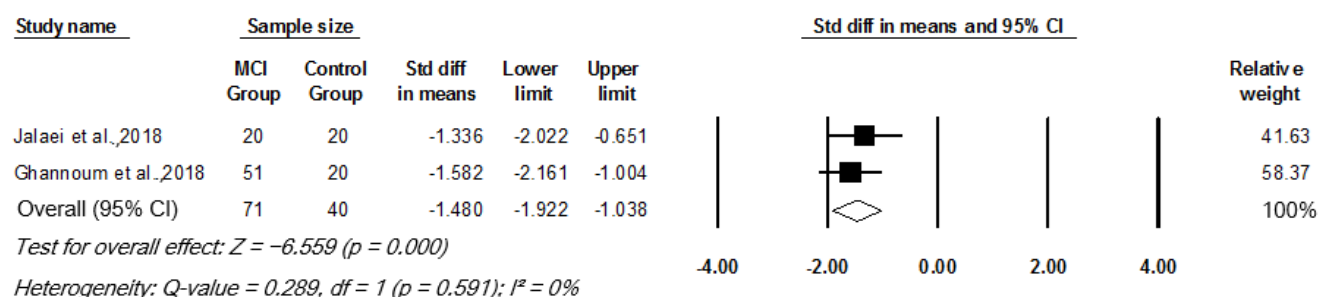 Study name Sample size Std diff in means and 95% CI
MCI Control Std diff Lower Upper Relative
Group Group in means limit limit weight
Jalaei et al.,2018 20 20 -1.336 -2.022 -0.651 41.63
Ghannoum et al.,2018 51 20 -1.582 -2.161 -1.004 58.37
Overall (95% CI) 71 40 -1.480 -1.922 -1.038 100%
Test for overall effect: Z = −6.559 (p = 0.000)
-4.00 -2.00 0.00 2.00 4.00
Heterogeneity: Q-value = 0.289, df = 1 (p = 0.591); I² = 0%